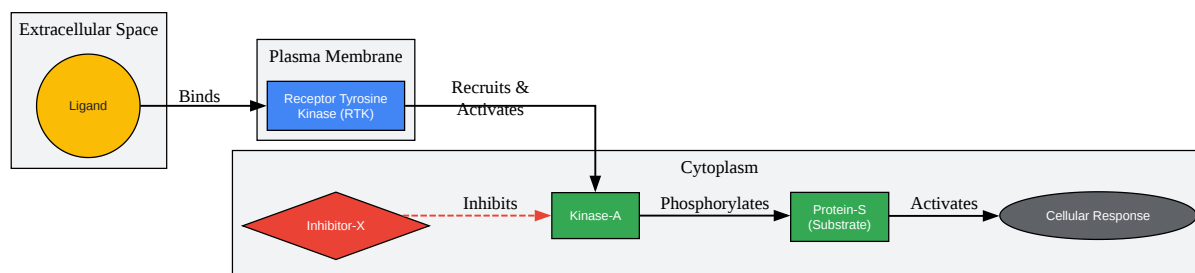 Extracellular Space
Ligand
Binds
Plasma Membrane
Receptor Tyrosine
Kinase (RTK)
Recruits &
Activates
Cytoplasm
Inhibitor-X
Inhibits
Kinase-A
Phosphorylates
Protein-S
(Substrate)
Activates
Cellular Response